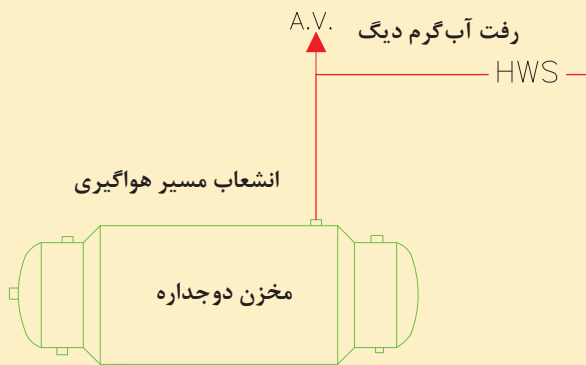 A.V.
رفت آب گرم دیگ
HWS
انشعاب مسیر هواگیری
مخزن دوجداره